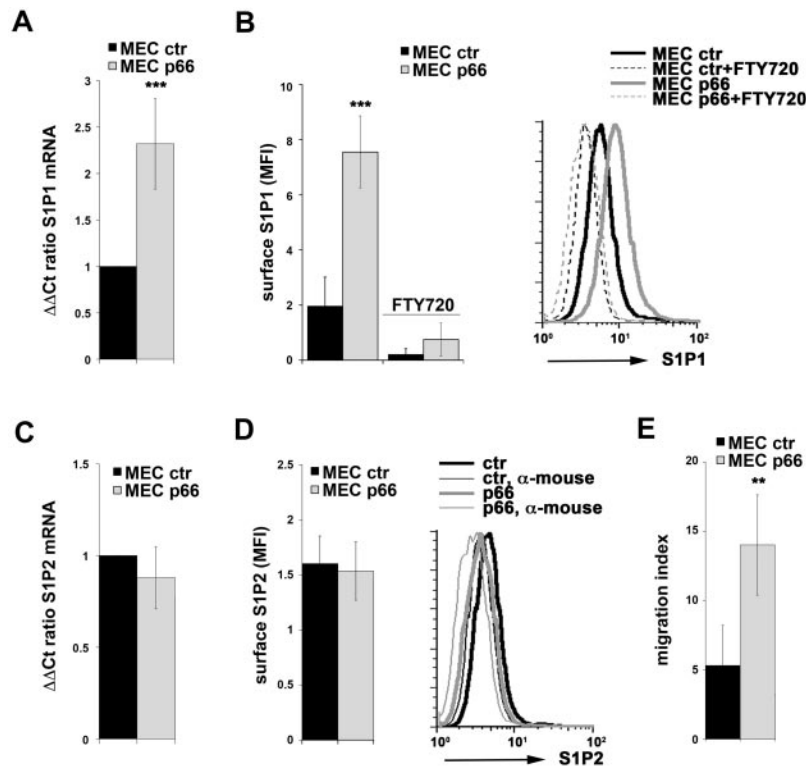 A
MEC ctr
MEC p66
ΔΔCt ratio S1P1 mRNA
3
2.5
2
1.5
1
0.5
0
***
B
MEC ctr
MEC p66
surface S1P1 (MFI)
10
8
6
4
2
0
***
FTY720
MEC ctr
MEC ctr+FTY720
MEC p66
MEC p66+FTY720
10⁰ 10¹ 10²
S1P1
C
MEC ctr
MEC p66
ΔΔCt ratio S1P2 mRNA
1.5
1
0.5
0
D
MEC ctr
MEC p66
surface S1P2 (MFI)
2.5
2
1.5
1
0.5
0
ctr
ctr, α-mouse
p66
p66, α-mouse
10⁰ 10¹ 10²
S1P2
E
MEC ctr
MEC p66
migration index
20
15
10
5
0
**